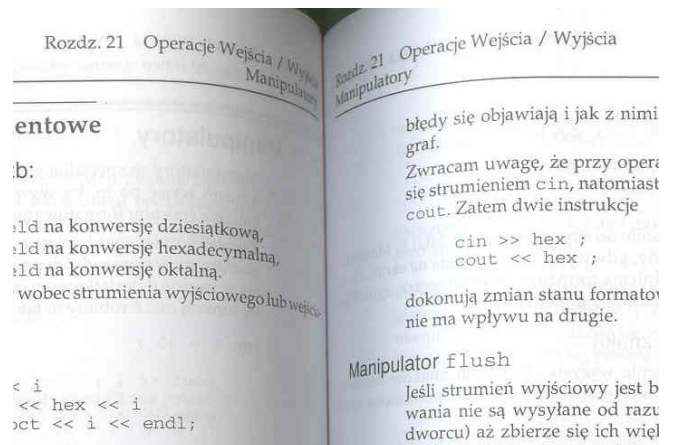 Rozdz. 21 Operacje Wejścia / Wyjścia
Manipulatory
entowe
zb:
eld na konwersję dziesiątkową,
eld na konwersję hexadecymalną,
eld na konwersję oktalną.
wobec strumienia wyjściowego lub wejścio-
< i
<< hex << i
oct << i << endl;
Rozdz. 21 Operacje Wejścia / Wyjścia
Manipulatory
błędy się objawiają i jak z nimi
graf.
Zwracam uwagę, że przy opera
się strumieniem cin, natomiast
cout. Zatem dwie instrukcje
cin >> hex ;
cout << hex ;
dokonują zmian stanu formatow
nie ma wpływu na drugie.
Manipulator flush
Jeśli strumień wyjściowy jest b
wania nie są wysyłane od razu
dworcu) aż zbierze się ich więk